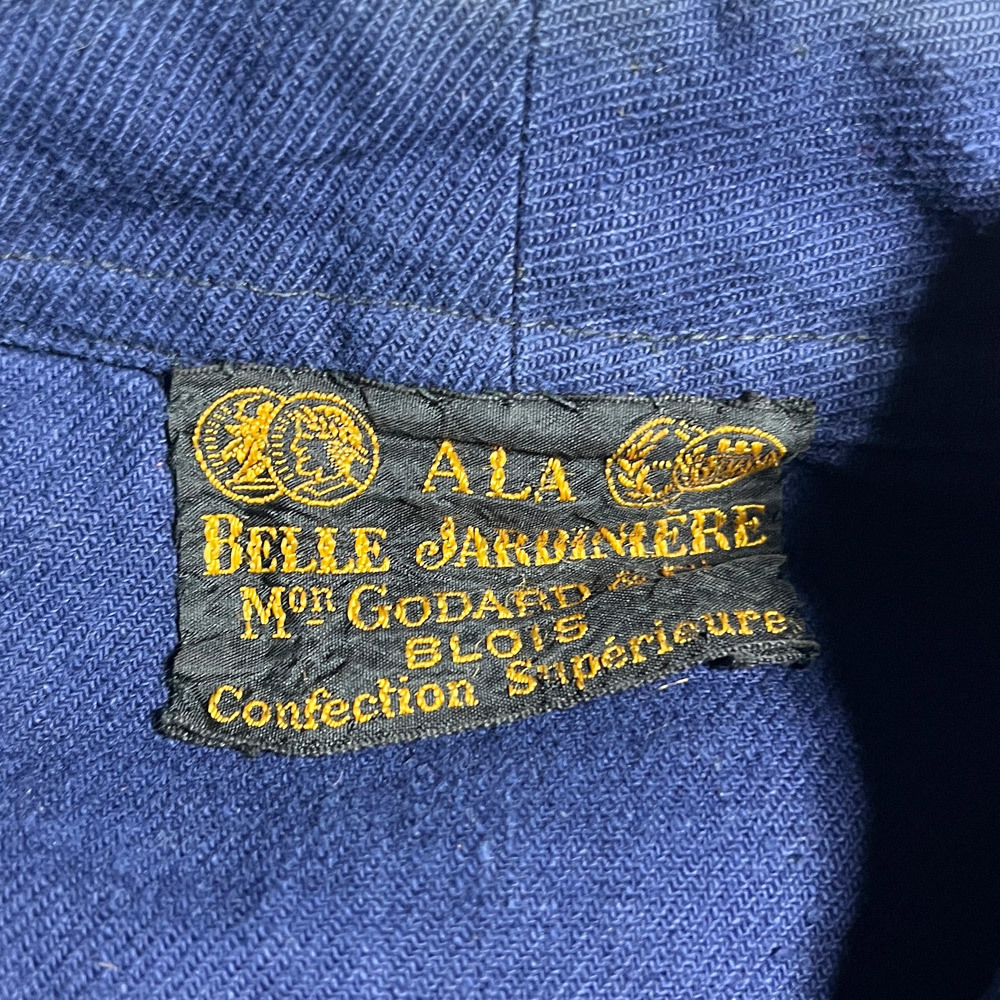 A LA
BELLE JARDINIÈRE
Mon GODARD
BLOIS
Confection Supérieure